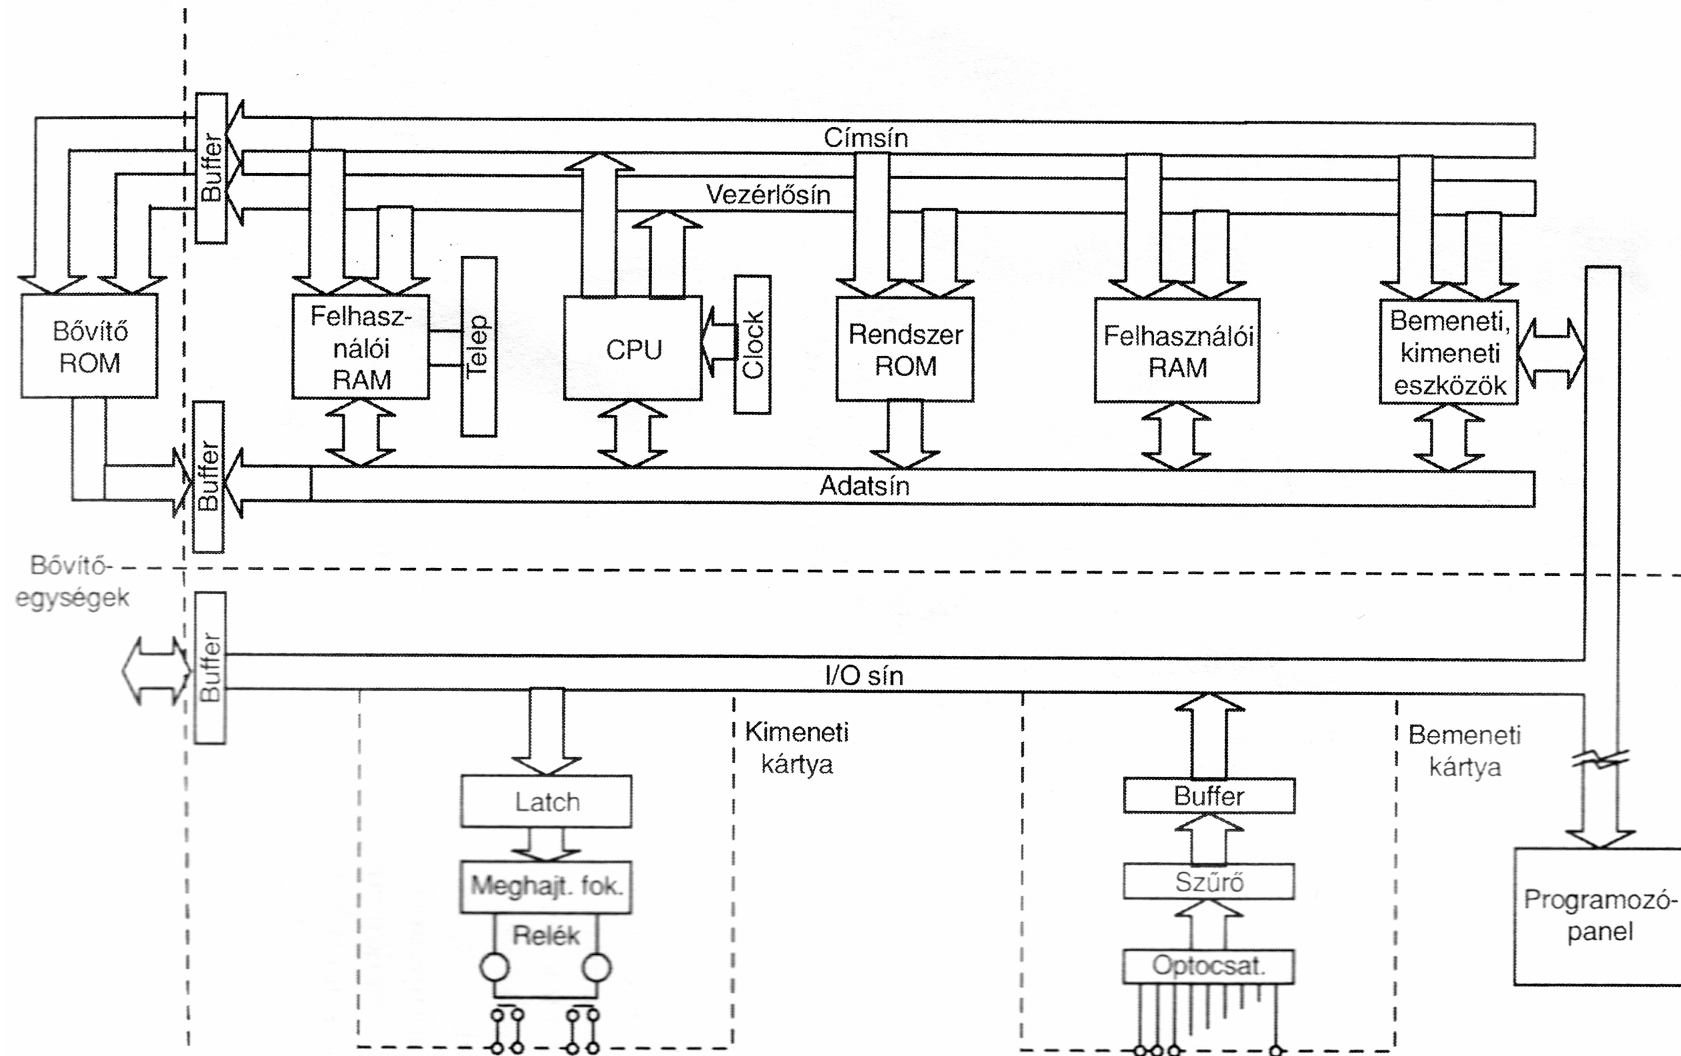 Címsín
Buffer
Vezérlősín
Bővítő
ROM
Felhasz-
nálói
RAM
Telep
CPU
Clock
Rendszer
ROM
Felhasználói
RAM
Bemeneti,
kimeneti
eszközök
Buffer
Adatsín
Bővítő-
egységek
Buffer
I/O sín
Kimeneti
kártya
Latch
Meghajt. fok.
Relék
Bemeneti
kártya
Buffer
Szűrő
Optocsat.
Programozó-
panel